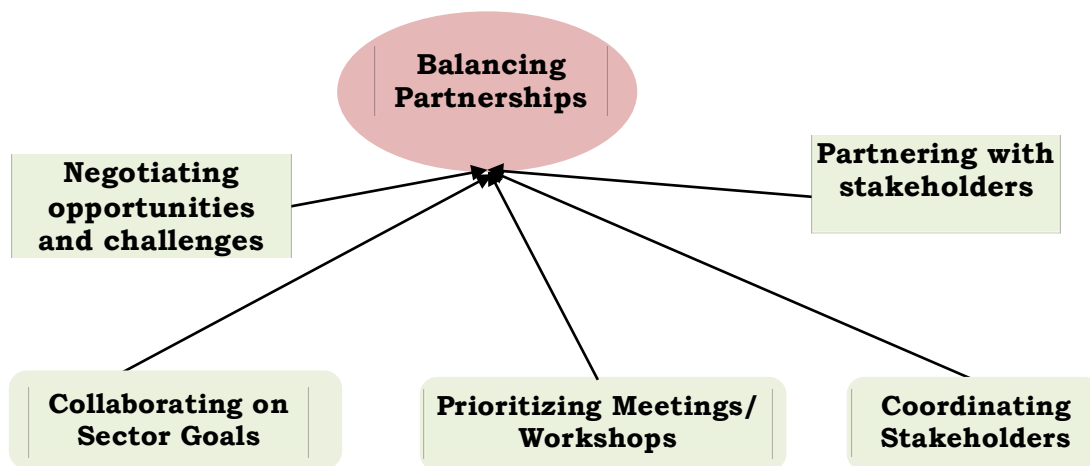 Balancing
Partnerships
Negotiating
opportunities
and challenges
Partnering with
stakeholders
Collaborating on
Sector Goals
Prioritizing Meetings/
Workshops
Coordinating
Stakeholders